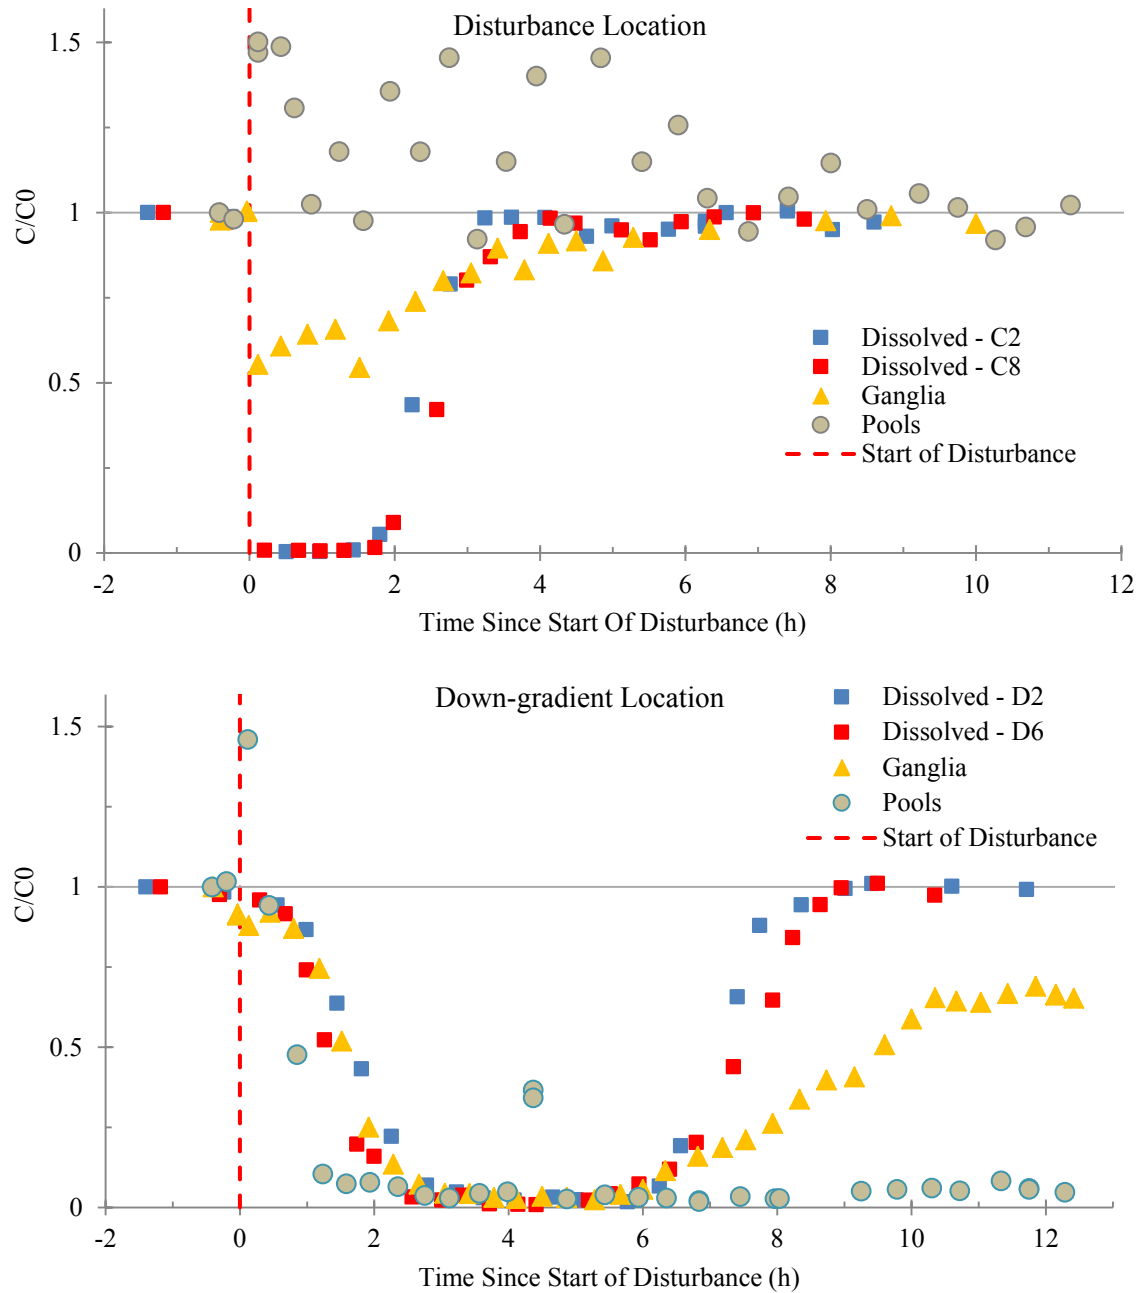 Disturbance Location
1.5
1
0.5
0
C/C0
-2
0
2
4
6
8
10
12
Time Since Start Of Disturbance (h)
Dissolved - C2
Dissolved - C8
Ganglia
Pools
Start of Disturbance
Down-gradient Location
1.5
1
0.5
0
C/C0
-2
0
2
4
6
8
10
12
Time Since Start of Disturbance (h)
Dissolved - D2
Dissolved - D6
Ganglia
Pools
Start of Disturbance